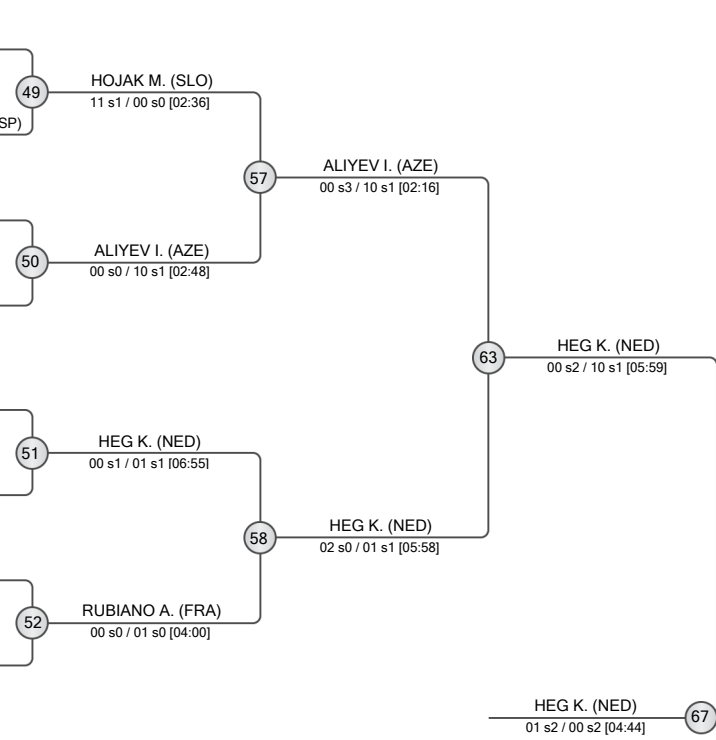 HOJAK M. (SLO)
49
11 s1 / 00 s0 [02:36]
SP)
ALIYEV I. (AZE)
57
00 s3 / 10 s1 [02:16]
ALIYEV I. (AZE)
50
00 s0 / 10 s1 [02:48]
HEG K. (NED)
63
00 s2 / 10 s1 [05:59]
HEG K. (NED)
51
00 s1 / 01 s1 [06:55]
HEG K. (NED)
58
02 s0 / 01 s1 [05:58]
RUBIANO A. (FRA)
52
00 s0 / 01 s0 [04:00]
HEG K. (NED)
67
01 s2 / 00 s2 [04:44]